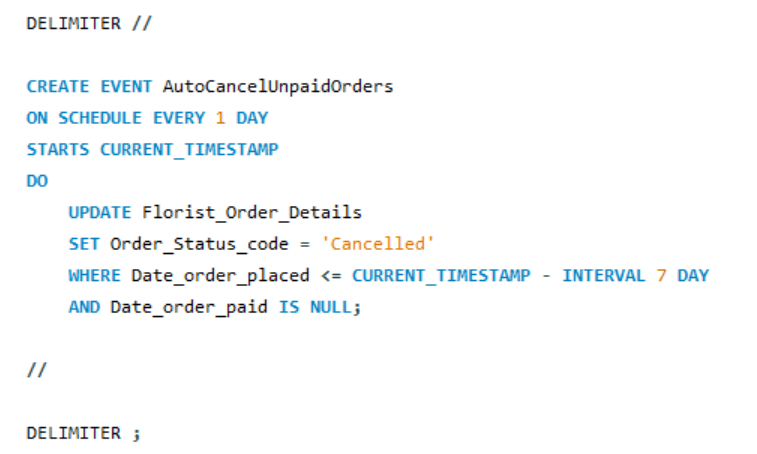 DELIMITER //
CREATE EVENT AutoCancelUnpaidOrders
ON SCHEDULE EVERY 1 DAY
STARTS CURRENT_TIMESTAMP
DO
UPDATE Florist_Order_Details
SET Order_Status_code = 'Cancelled'
WHERE Date_order_placed <= CURRENT_TIMESTAMP - INTERVAL 7 DAY
AND Date_order_paid IS NULL;
//
DELIMITER ;